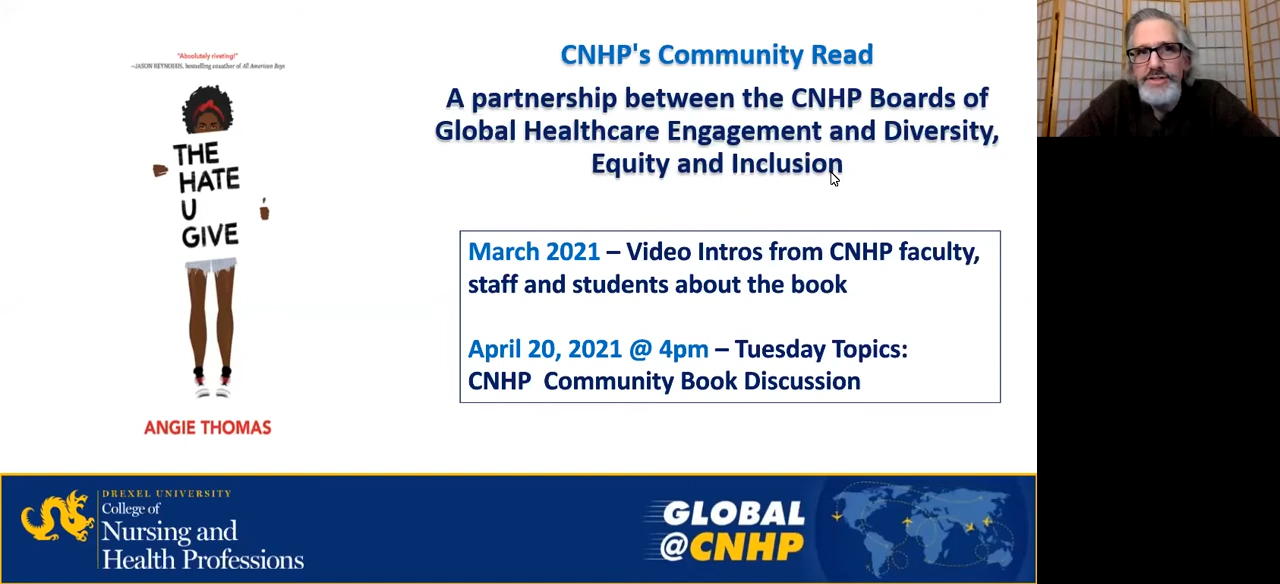 "Absolutely riveting!"
—JASON REYNOLDS, bestselling coauthor of All American Boys
THE
HATE
U
GIVE
ANGIE THOMAS
CNHP's Community Read
A partnership between the CNHP Boards of
Global Healthcare Engagement and Diversity,
Equity and Inclusion
March 2021 – Video Intros from CNHP faculty,
staff and students about the book
April 20, 2021 @ 4pm – Tuesday Topics:
CNHP Community Book Discussion
DREXEL UNIVERSITY
College of
Nursing and
Health Professions
GLOBAL
@CNHP